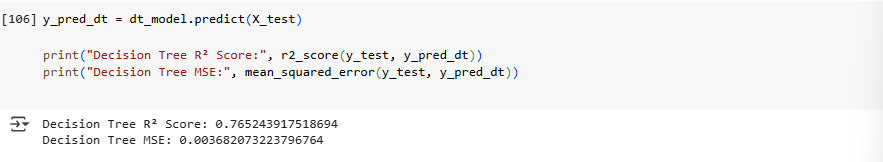 [106] y_pred_dt = dt_model.predict(X_test)
print("Decision Tree R² Score:", r2_score(y_test, y_pred_dt))
print("Decision Tree MSE:", mean_squared_error(y_test, y_pred_dt))
Decision Tree R² Score: 0.765243917518694
Decision Tree MSE: 0.003682073223796764